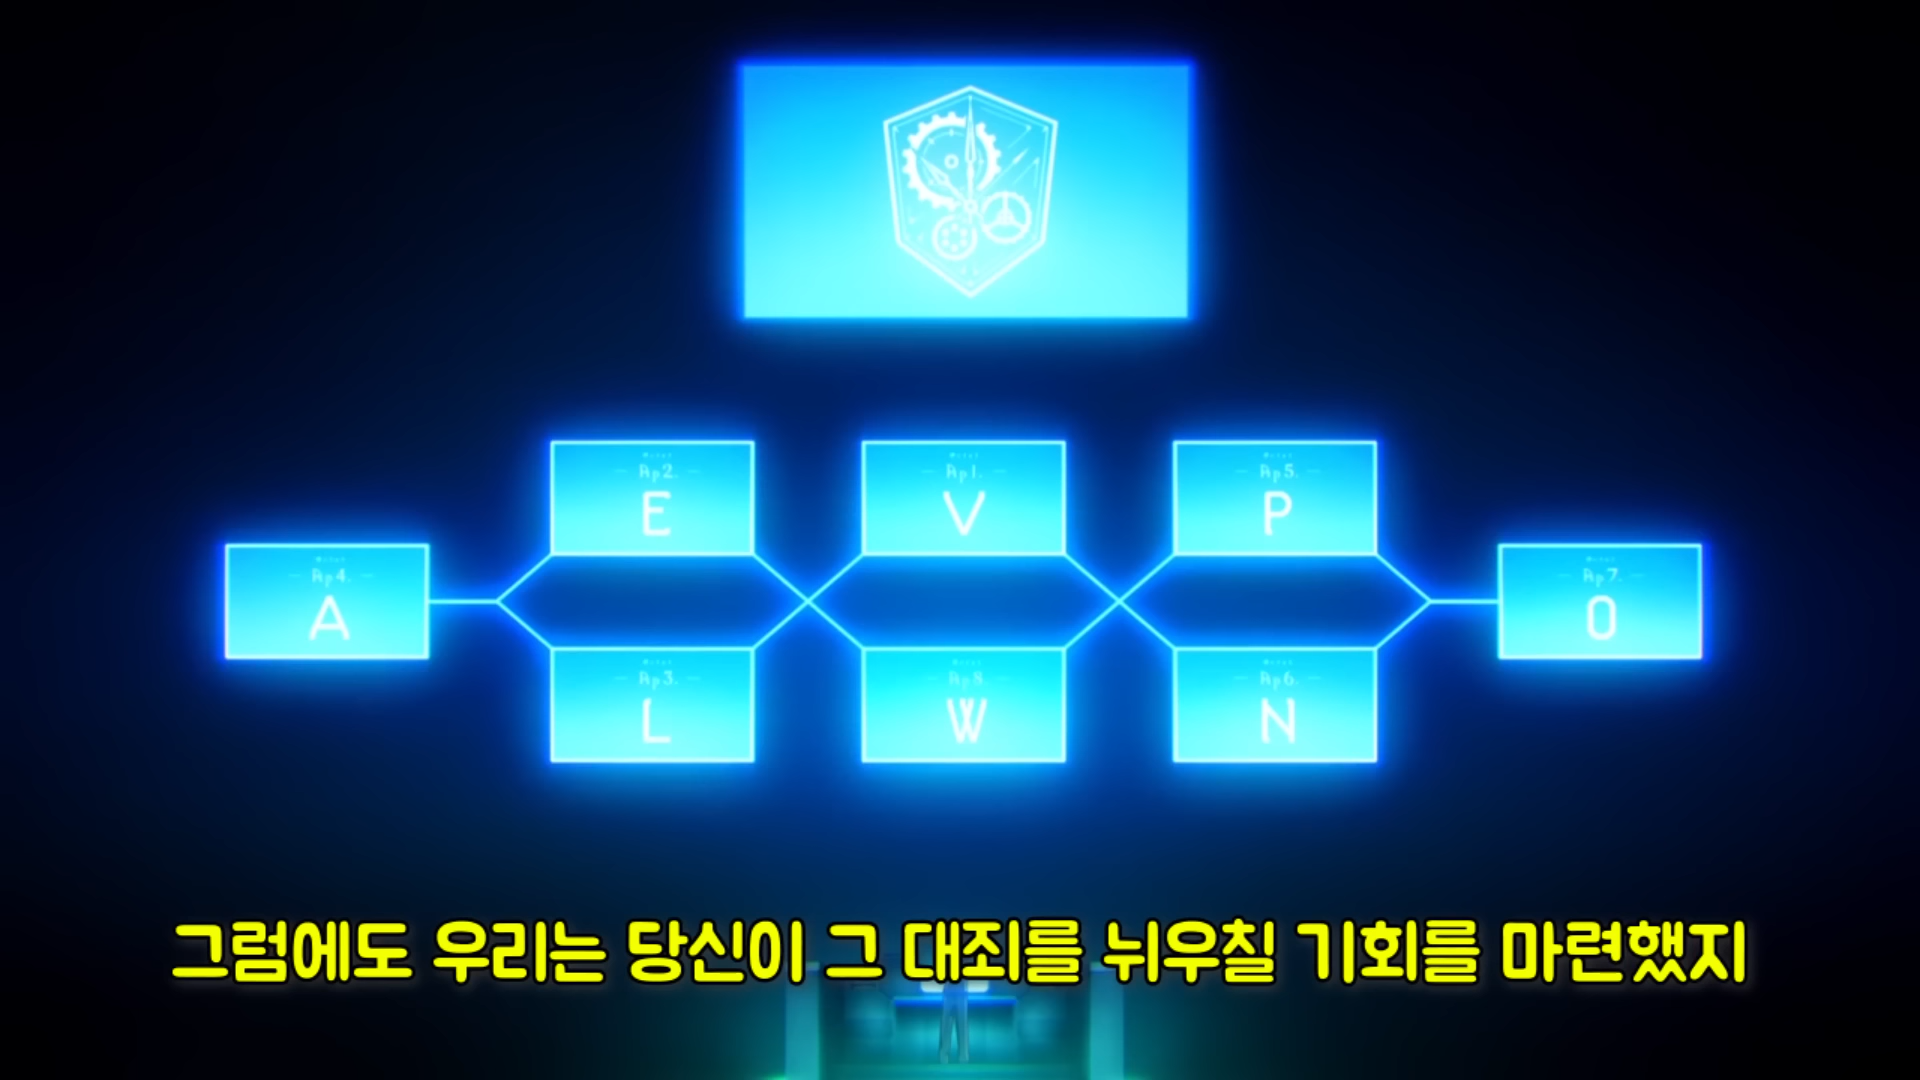 Ap2.
E
Ap1.
V
Ap5.
P
Ap4.
A
Ap7.
O
Ap3.
L
Ap8
W
Ap6.
N
그럼에도 우리는 당신이 그 대죄를 뉘우칠 기회를 마련했지